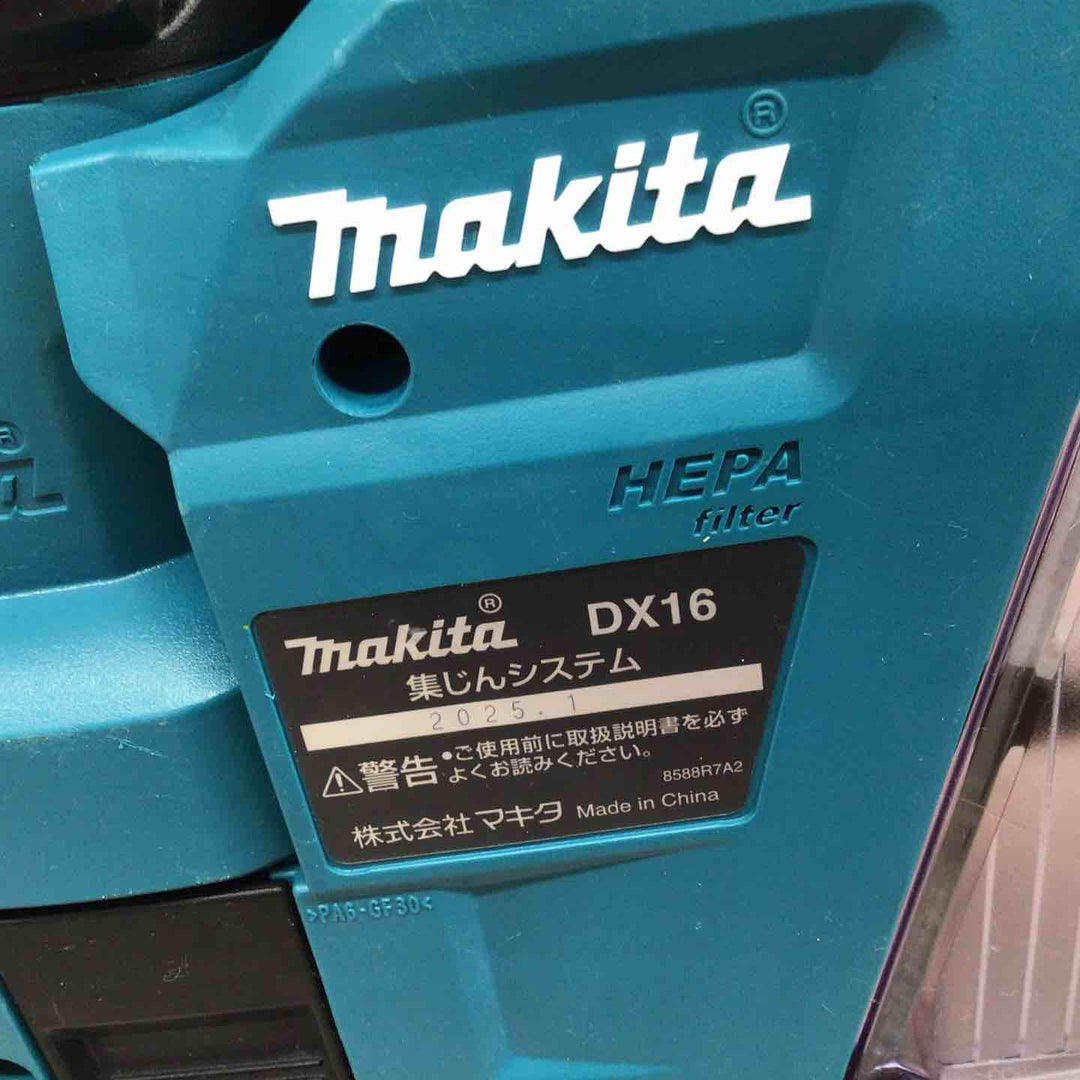 makita®
HEPA
filter
makita® DX16
集じんシステム
2025.1
⚠警告 •ご使用前に取扱説明書を必ず
よくお読みください。
8588R7A2
株式会社マキタ Made in China
>PA6-GF30<